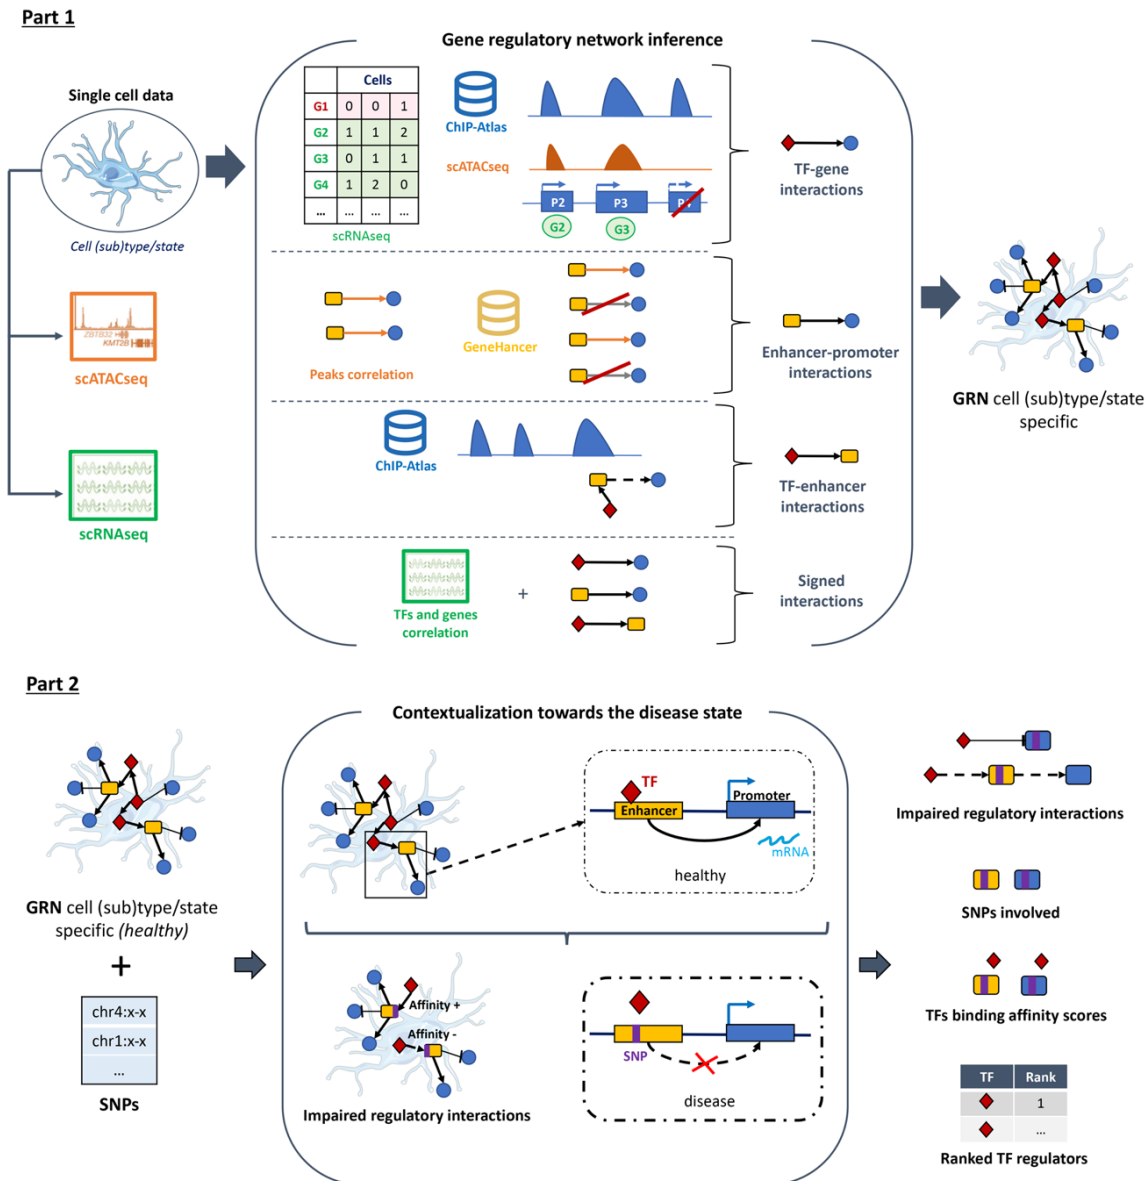 Part 1
Gene regulatory network inference
Single cell data
Cell (sub)type/state
scATACseq
scRNAseq
ZBTB32
KMT2B
Cells
G1 0 0 1
G2 1 1 2
G3 0 1 1
G4 1 2 0
... ... ... ...
scRNAseq
ChIP-Atlas
scATACseq
P2 P3
G2 G3
TF-gene
interactions
Peaks correlation
GeneHancer
Enhancer-promoter
interactions
ChIP-Atlas
TF-enhancer
interactions
TFs and genes
correlation
+
Signed
interactions
GRN cell (sub)type/state
specific
Part 2
Contextualization towards the disease state
GRN cell (sub)type/state
specific (healthy)
+
chr4:x-x
chr1:x-x
...
SNPs
TF
Enhancer
Promoter
mRNA
healthy
Affinity +
Affinity -
Impaired regulatory interactions
SNP
disease
Impaired regulatory interactions
SNPs involved
TFs binding affinity scores
TF Rank
1
...
Ranked TF regulators